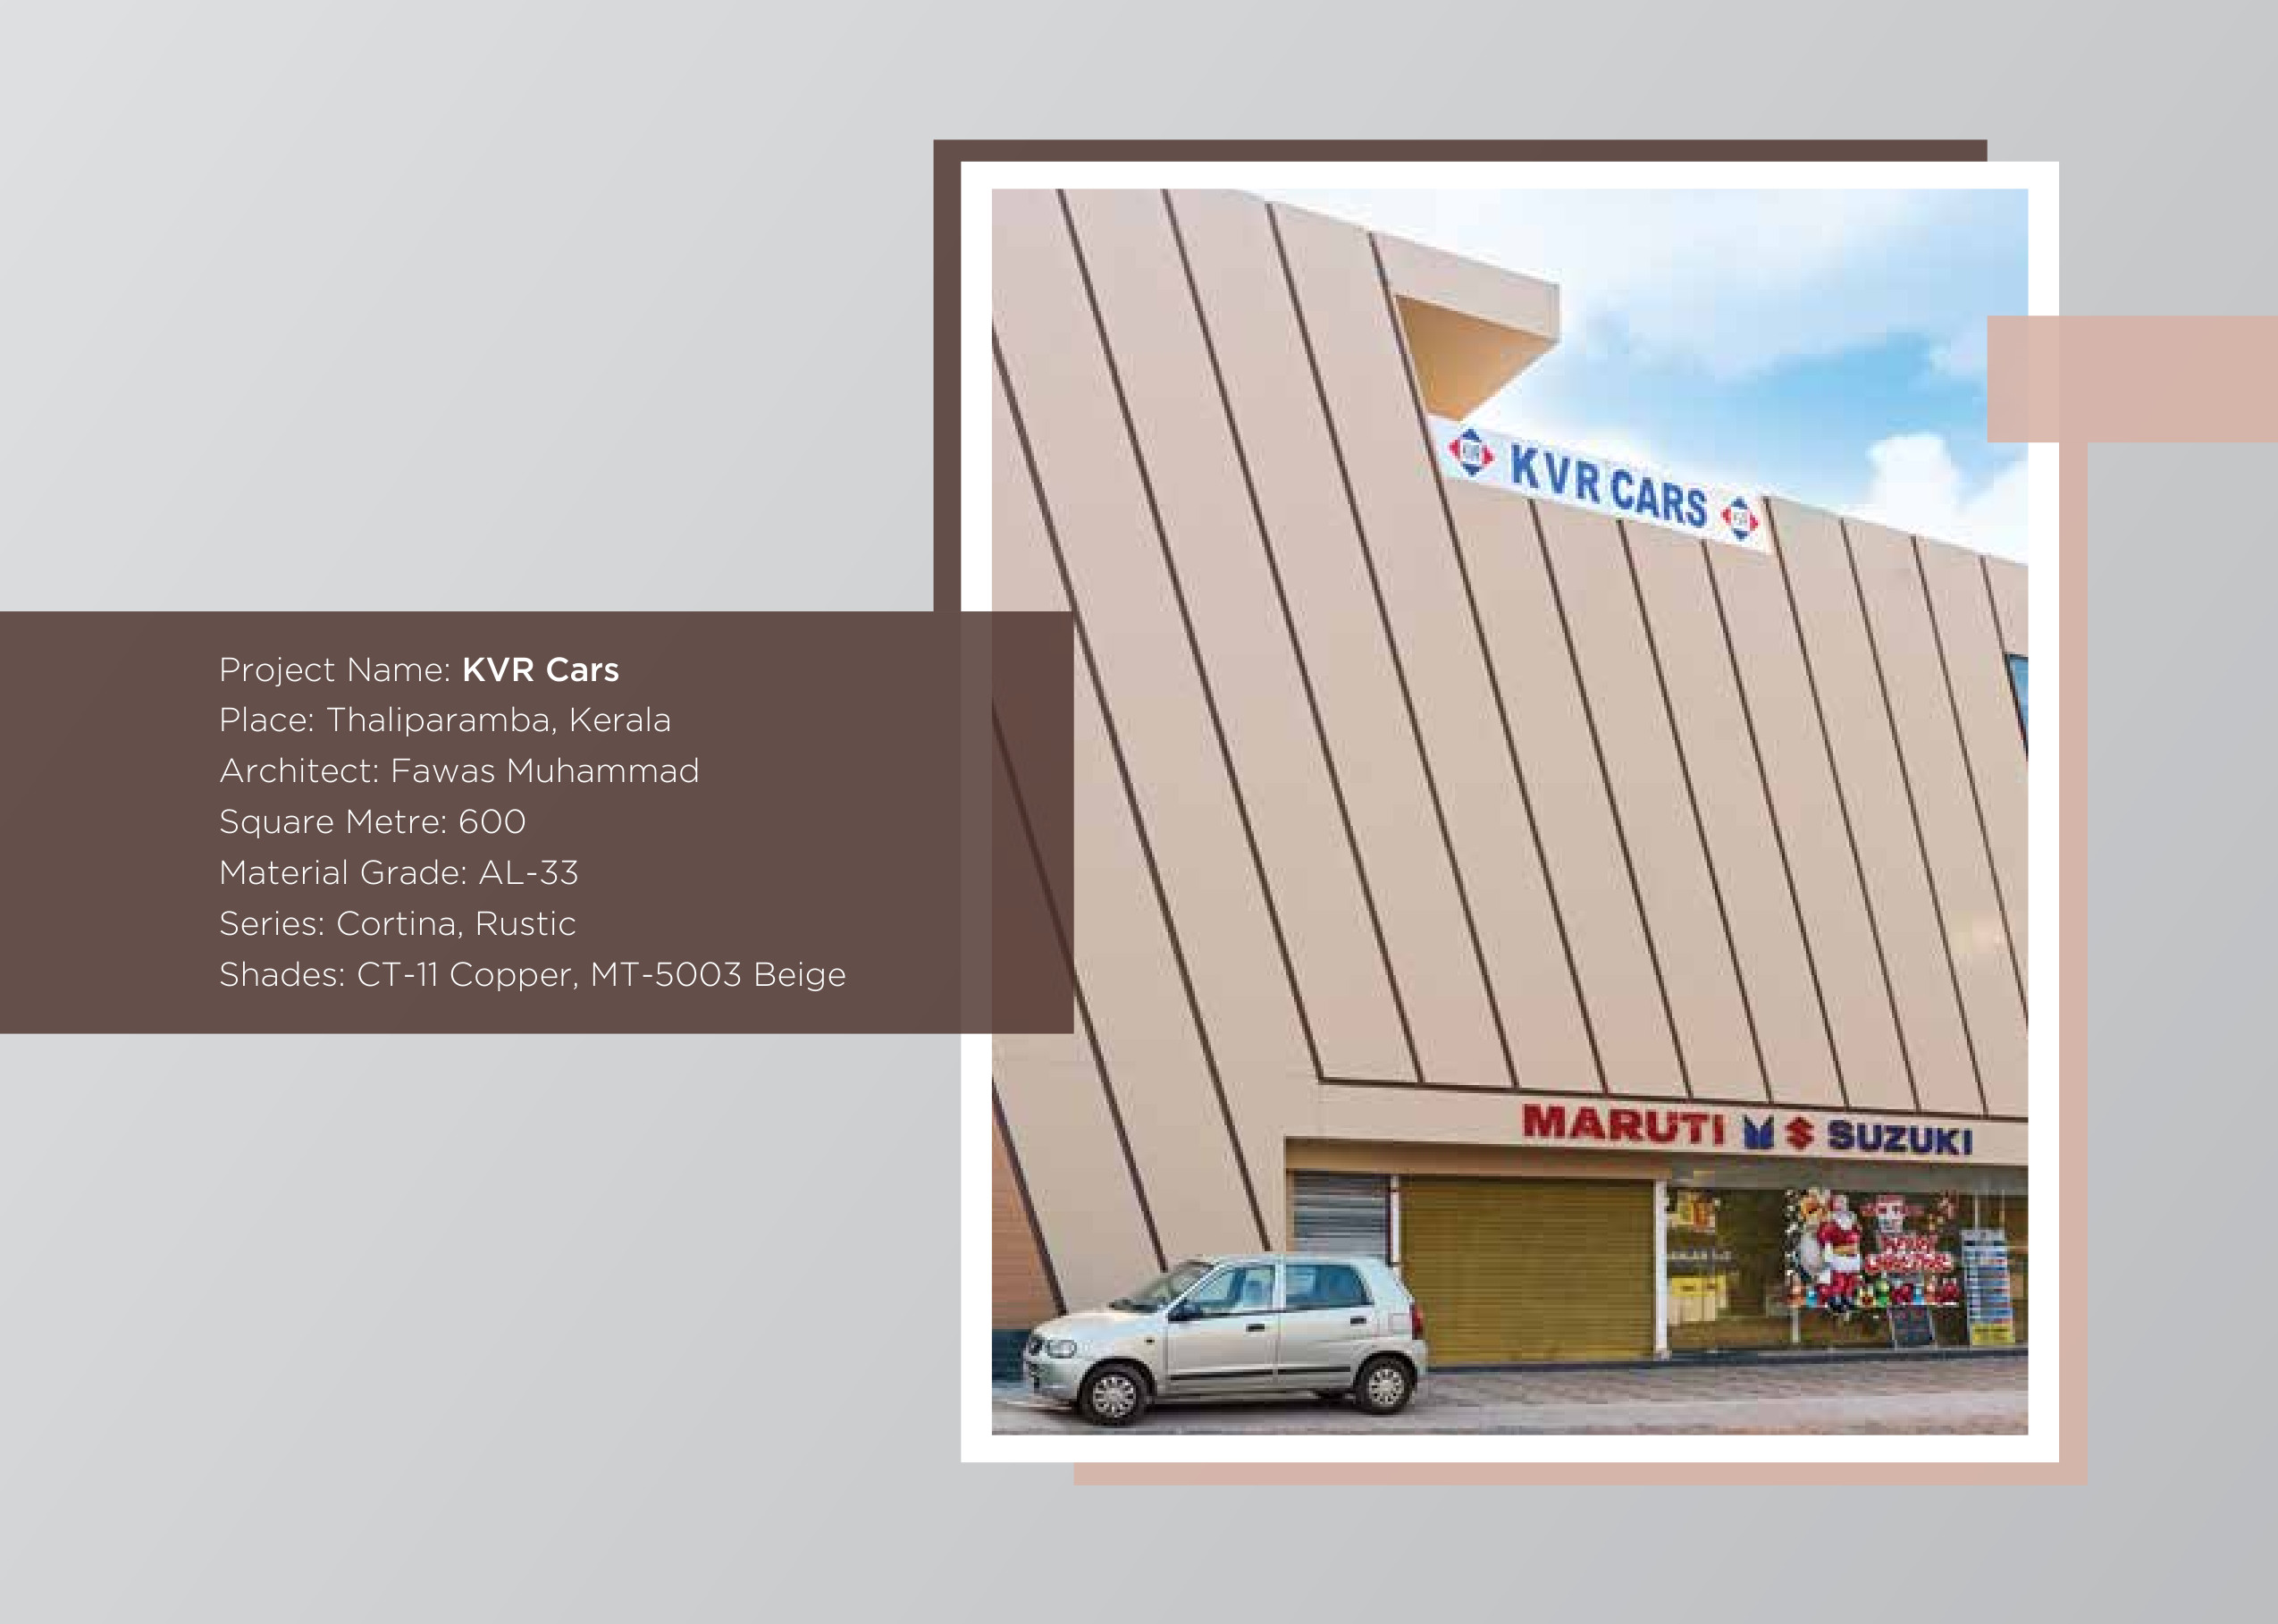 Project Name: KVR Cars
Place: Thaliparamba, Kerala
Architect: Fawas Muhammad
Square Metre: 600
Material Grade: AL-33
Series: Cortina, Rustic
Shades: CT-11 Copper, MT-5003 Beige
KVR CARS
MARUTI SUZUKI